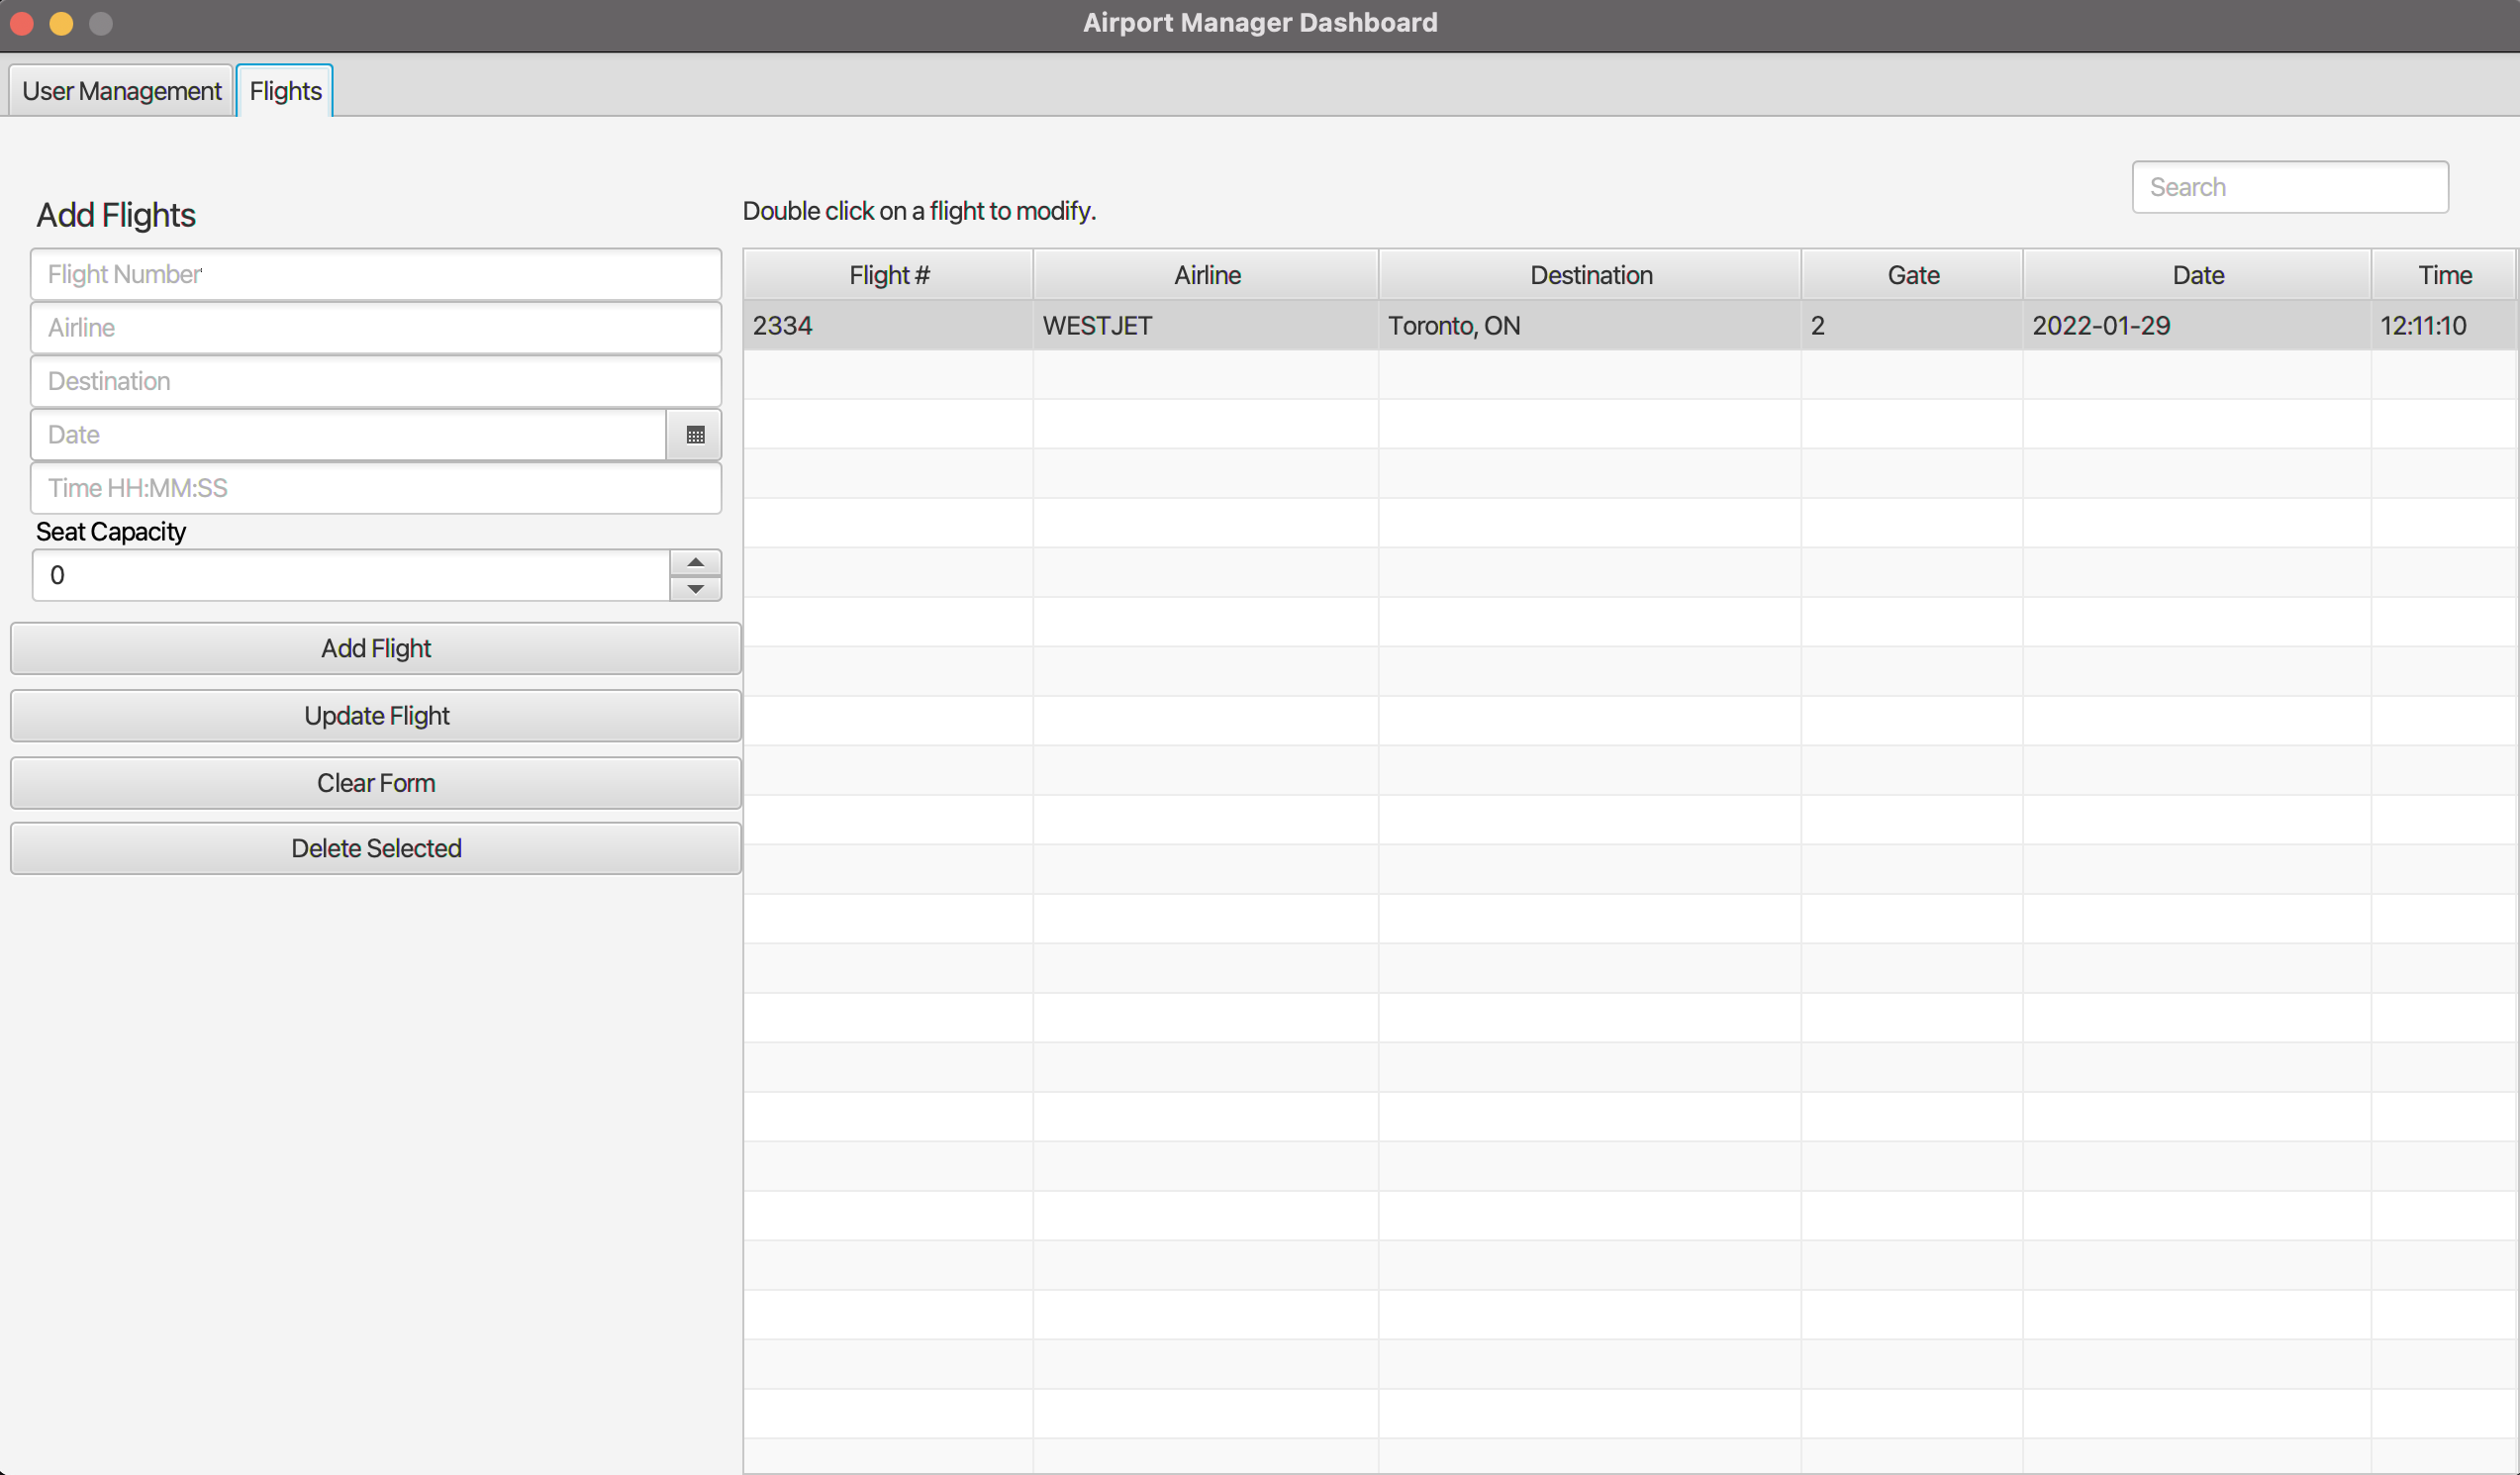 Airport Manager Dashboard
User Management
Flights
Search
Add Flights
Double click on a flight to modify.
Flight Number
Airline
Destination
Date
Time HH:MM:SS
Seat Capacity
0
Add Flight
Update Flight
Clear Form
Delete Selected
Flight # Airline Destination Gate Date Time
2334 WESTJET Toronto, ON 2 2022-01-29 12:11:10